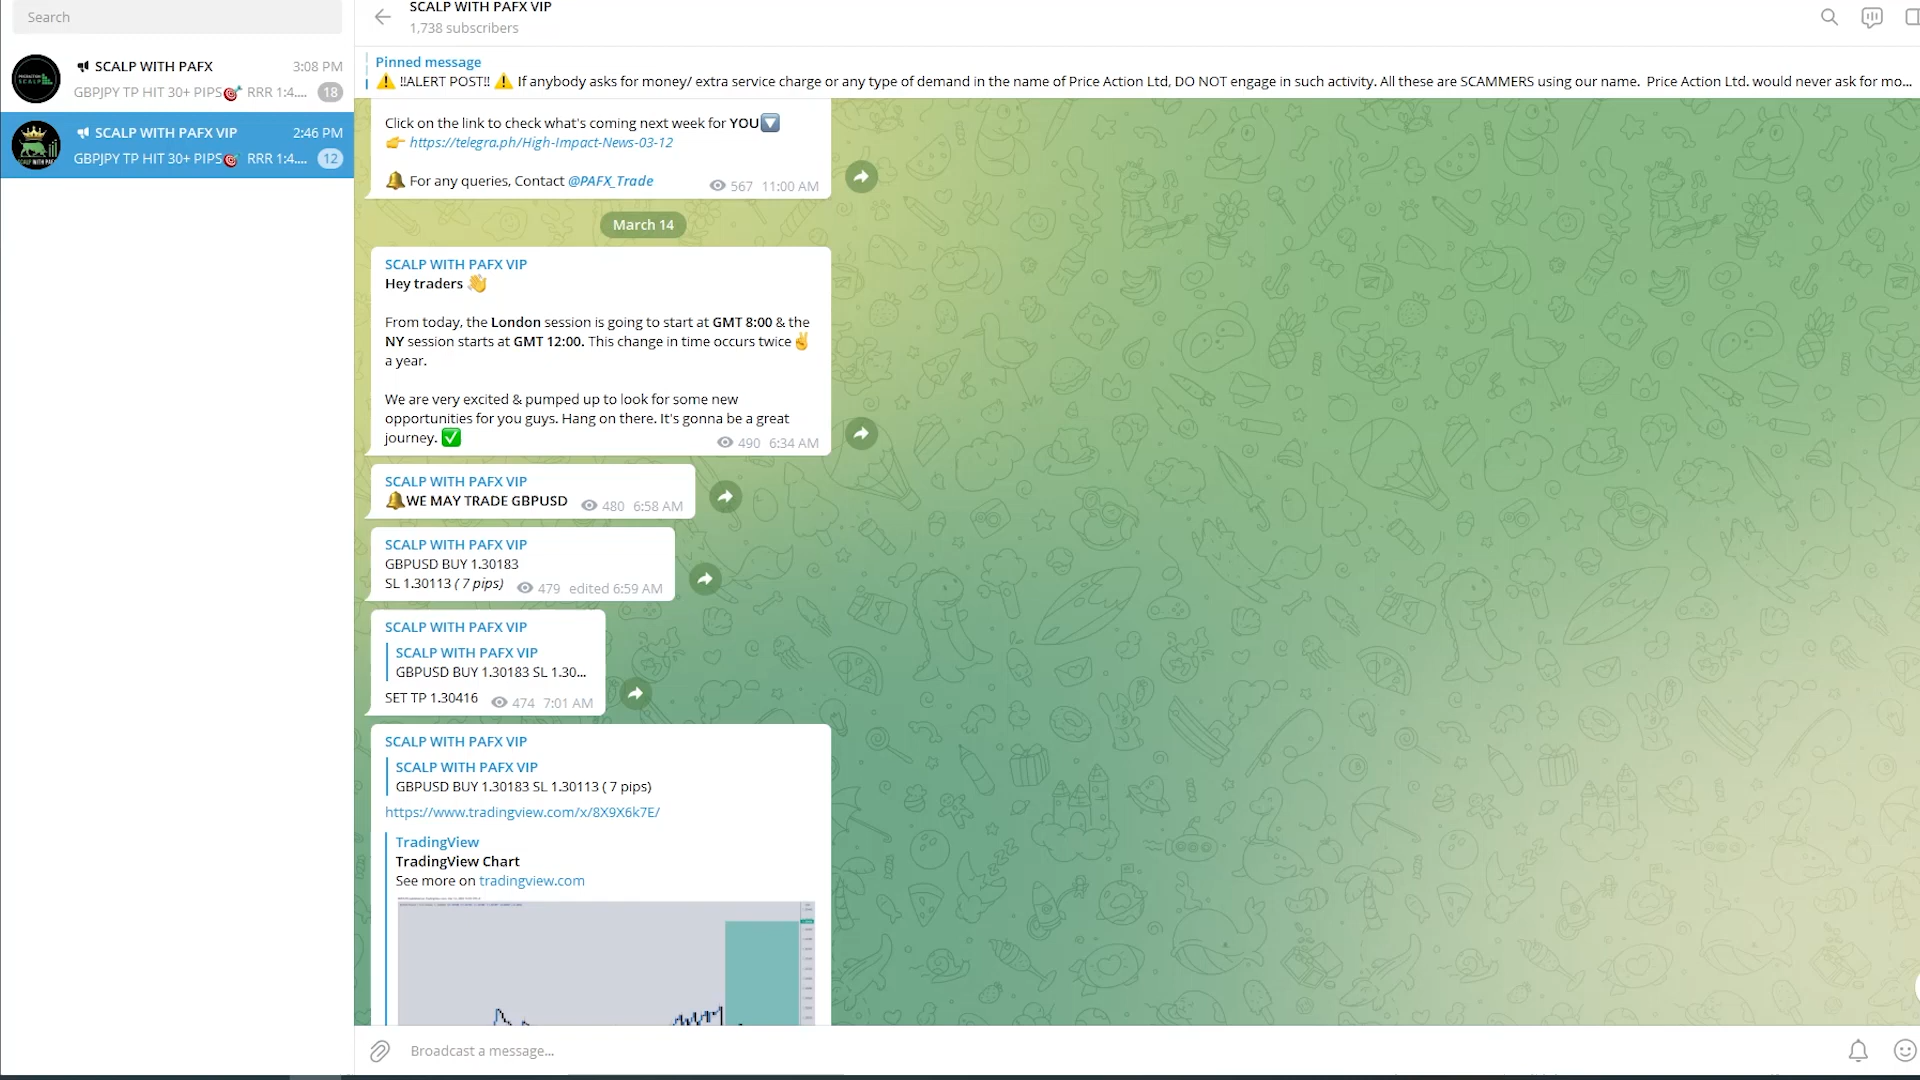 Search
SCALP WITH PAFX
3:08 PM
GBPJPY TP HIT 30+ PIPS🎯 RRR 1:4....
18
SCALP WITH PAFX VIP
2:46 PM
GBPJPY TP HIT 30+ PIPS🎯 RRR 1:4....
12
SCALP WITH PAFX VIP
1,738 subscribers
Pinned message
⚠️ !!ALERT POST!! ⚠️ If anybody asks for money/ extra service charge or any type of demand in the name of Price Action Ltd, DO NOT engage in such activity. All these are SCAMMERS using our name. Price Action Ltd. would never ask for mo...
Click on the link to check what's coming next week for YOU🔽
👉 https://telegra.ph/High-Impact-News-03-12
🔔 For any queries, Contact @PAFX_Trade
567 11:00 AM
March 14
SCALP WITH PAFX VIP
Hey traders 👋
From today, the London session is going to start at GMT 8:00 & the
NY session starts at GMT 12:00. This change in time occurs twice ✌️
a year.
We are very excited & pumped up to look for some new
opportunities for you guys. Hang on there. It's gonna be a great
journey. ✅
490 6:34 AM
SCALP WITH PAFX VIP
🔔WE MAY TRADE GBPUSD
480 6:58 AM
SCALP WITH PAFX VIP
GBPUSD BUY 1.30183
SL 1.30113 ( 7 pips)
479 edited 6:59 AM
SCALP WITH PAFX VIP
SCALP WITH PAFX VIP
GBPUSD BUY 1.30183 SL 1.30...
SET TP 1.30416
474 7:01 AM
SCALP WITH PAFX VIP
SCALP WITH PAFX VIP
GBPUSD BUY 1.30183 SL 1.30113 ( 7 pips)
https://www.tradingview.com/x/8X9X6k7E/
TradingView
TradingView Chart
See more on tradingview.com
Broadcast a message...